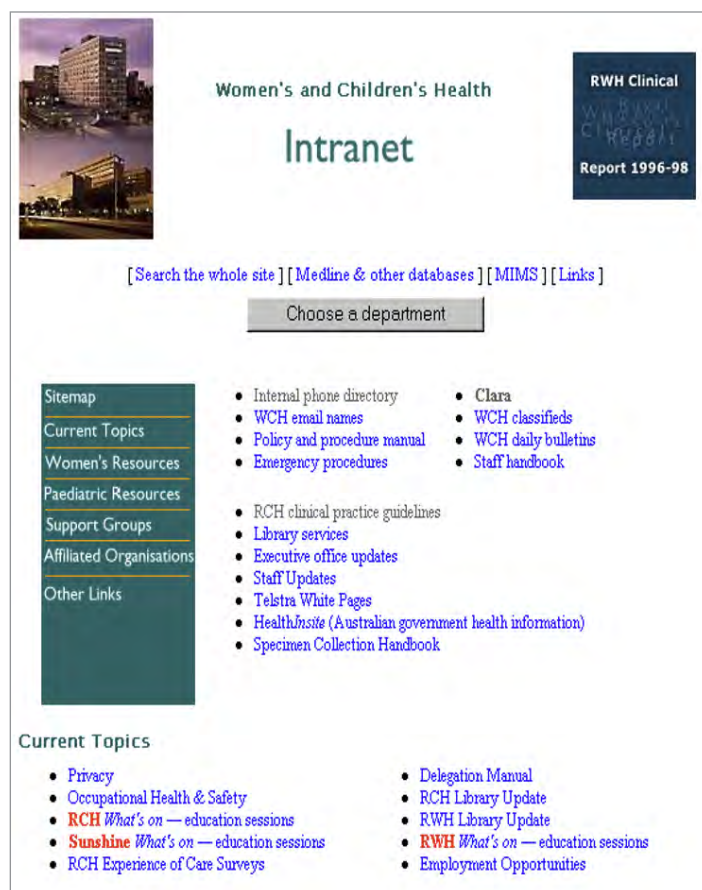 Women's and Children's Health
Intranet
RWH Clinical
Report 1996-98
[ Search the whole site ] [ Medline & other databases ] [ MIMS ] [ Links ]
Choose a department
Sitemap
Current Topics
Women's Resources
Paediatric Resources
Support Groups
Affiliated Organisations
Other Links
• Internal phone directory
• WCH email names
• Policy and procedure manual
• Emergency procedures
• Clara
• WCH classifieds
• WCH daily bulletins
• Staff handbook
• RCH clinical practice guidelines
• Library services
• Executive office updates
• Staff Updates
• Telstra White Pages
• HealthInsite (Australian government health information)
• Specimen Collection Handbook
Current Topics
• Privacy
• Occupational Health & Safety
• RCH What's on — education sessions
• Sunshine What's on — education sessions
• RCH Experience of Care Surveys
• Delegation Manual
• RCH Library Update
• RWH Library Update
• RWH What's on — education sessions
• Employment Opportunities